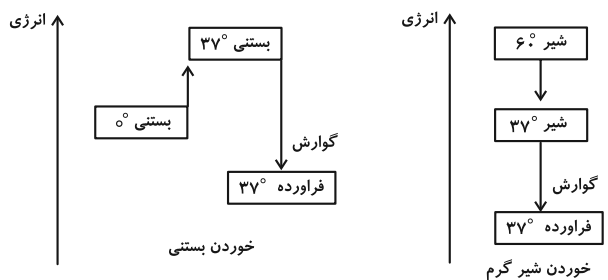 انرژی
شیر ۶۰°
شیر ۳۷°
گوارش
فراورده ۳۷°
خوردن شیر گرم
انرژی
بستنی ۳۷°
بستنی ۰°
گوارش
فراورده ۳۷°
خوردن بستنی